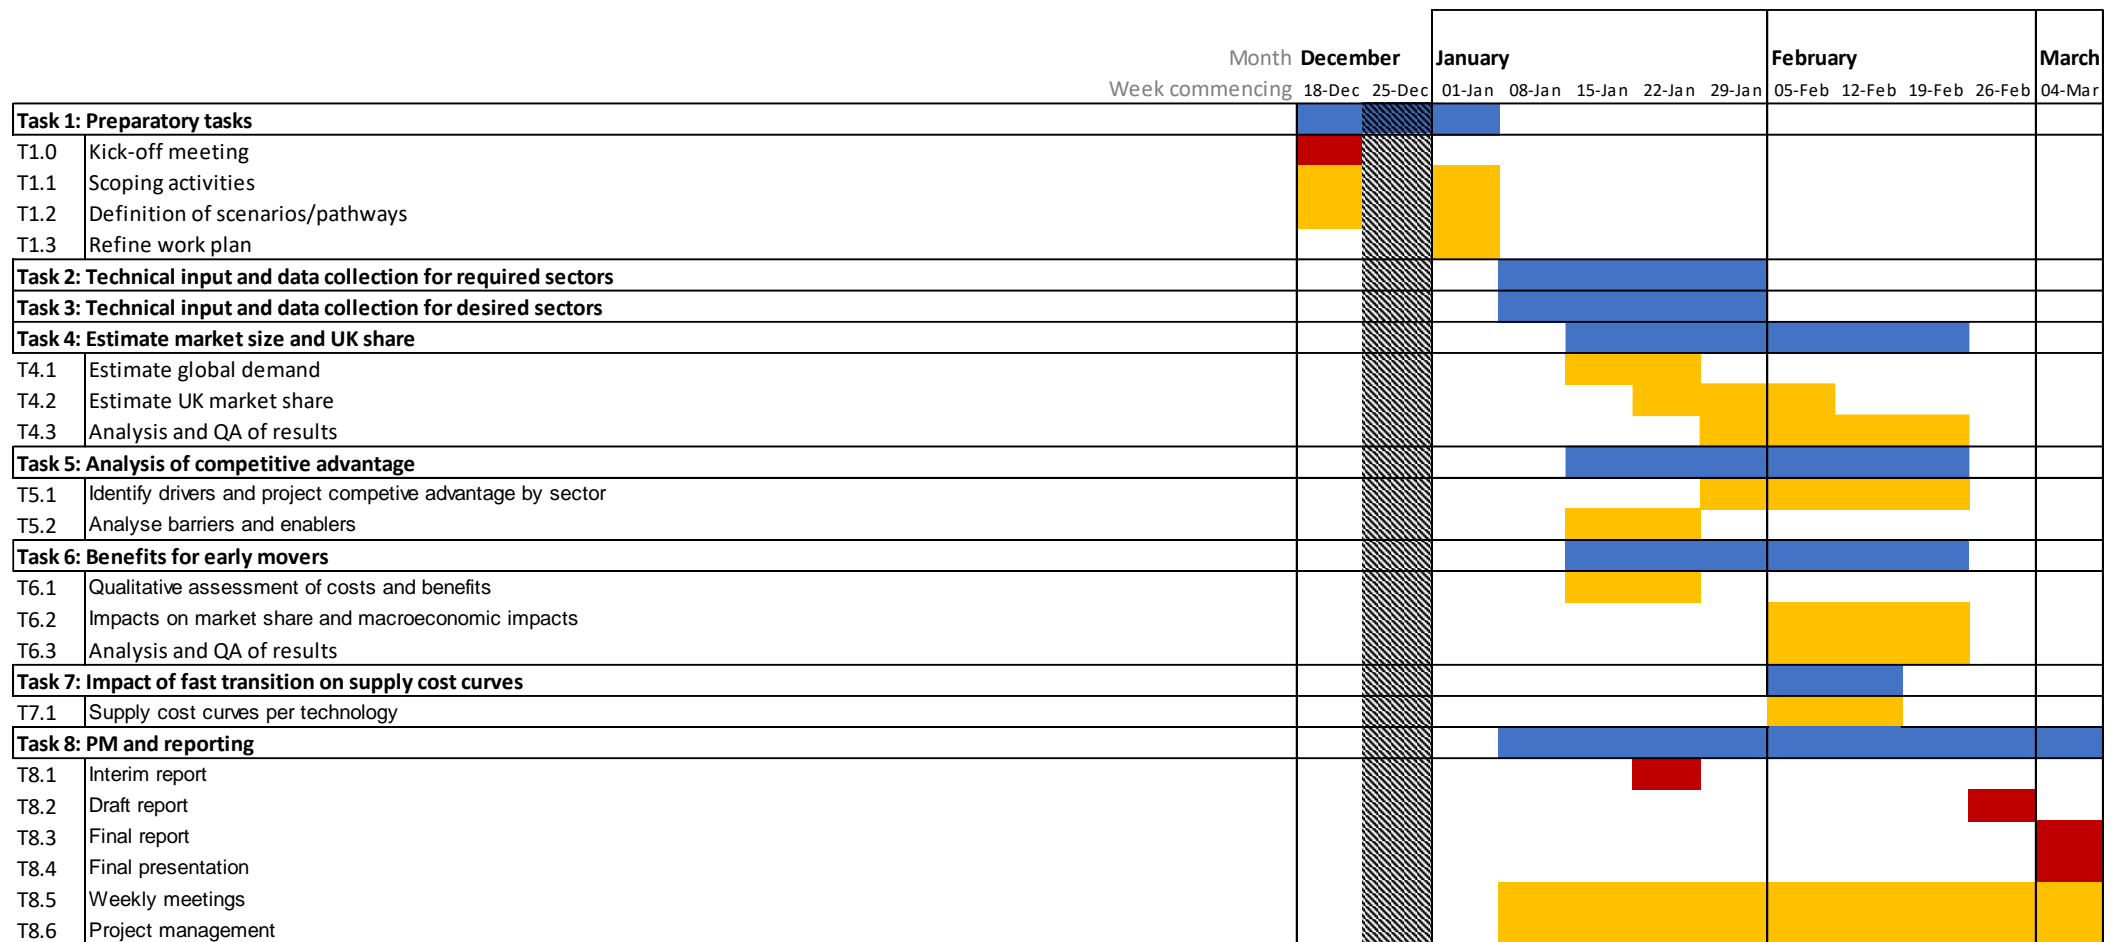 Month December January February March
Week commencing 18-Dec 25-Dec 01-Jan 08-Jan 15-Jan 22-Jan 29-Jan 05-Feb 12-Feb 19-Feb 26-Feb 04-Mar
Task 1: Preparatory tasks
T1.0 Kick-off meeting
T1.1 Scoping activities
T1.2 Definition of scenarios/pathways
T1.3 Refine work plan
Task 2: Technical input and data collection for required sectors
Task 3: Technical input and data collection for desired sectors
Task 4: Estimate market size and UK share
T4.1 Estimate global demand
T4.2 Estimate UK market share
T4.3 Analysis and QA of results
Task 5: Analysis of competitive advantage
T5.1 Identify drivers and project competive advantage by sector
T5.2 Analyse barriers and enablers
Task 6: Benefits for early movers
T6.1 Qualitative assessment of costs and benefits
T6.2 Impacts on market share and macroeconomic impacts
T6.3 Analysis and QA of results
Task 7: Impact of fast transition on supply cost curves
T7.1 Supply cost curves per technology
Task 8: PM and reporting
T8.1 Interim report
T8.2 Draft report
T8.3 Final report
T8.4 Final presentation
T8.5 Weekly meetings
T8.6 Project management